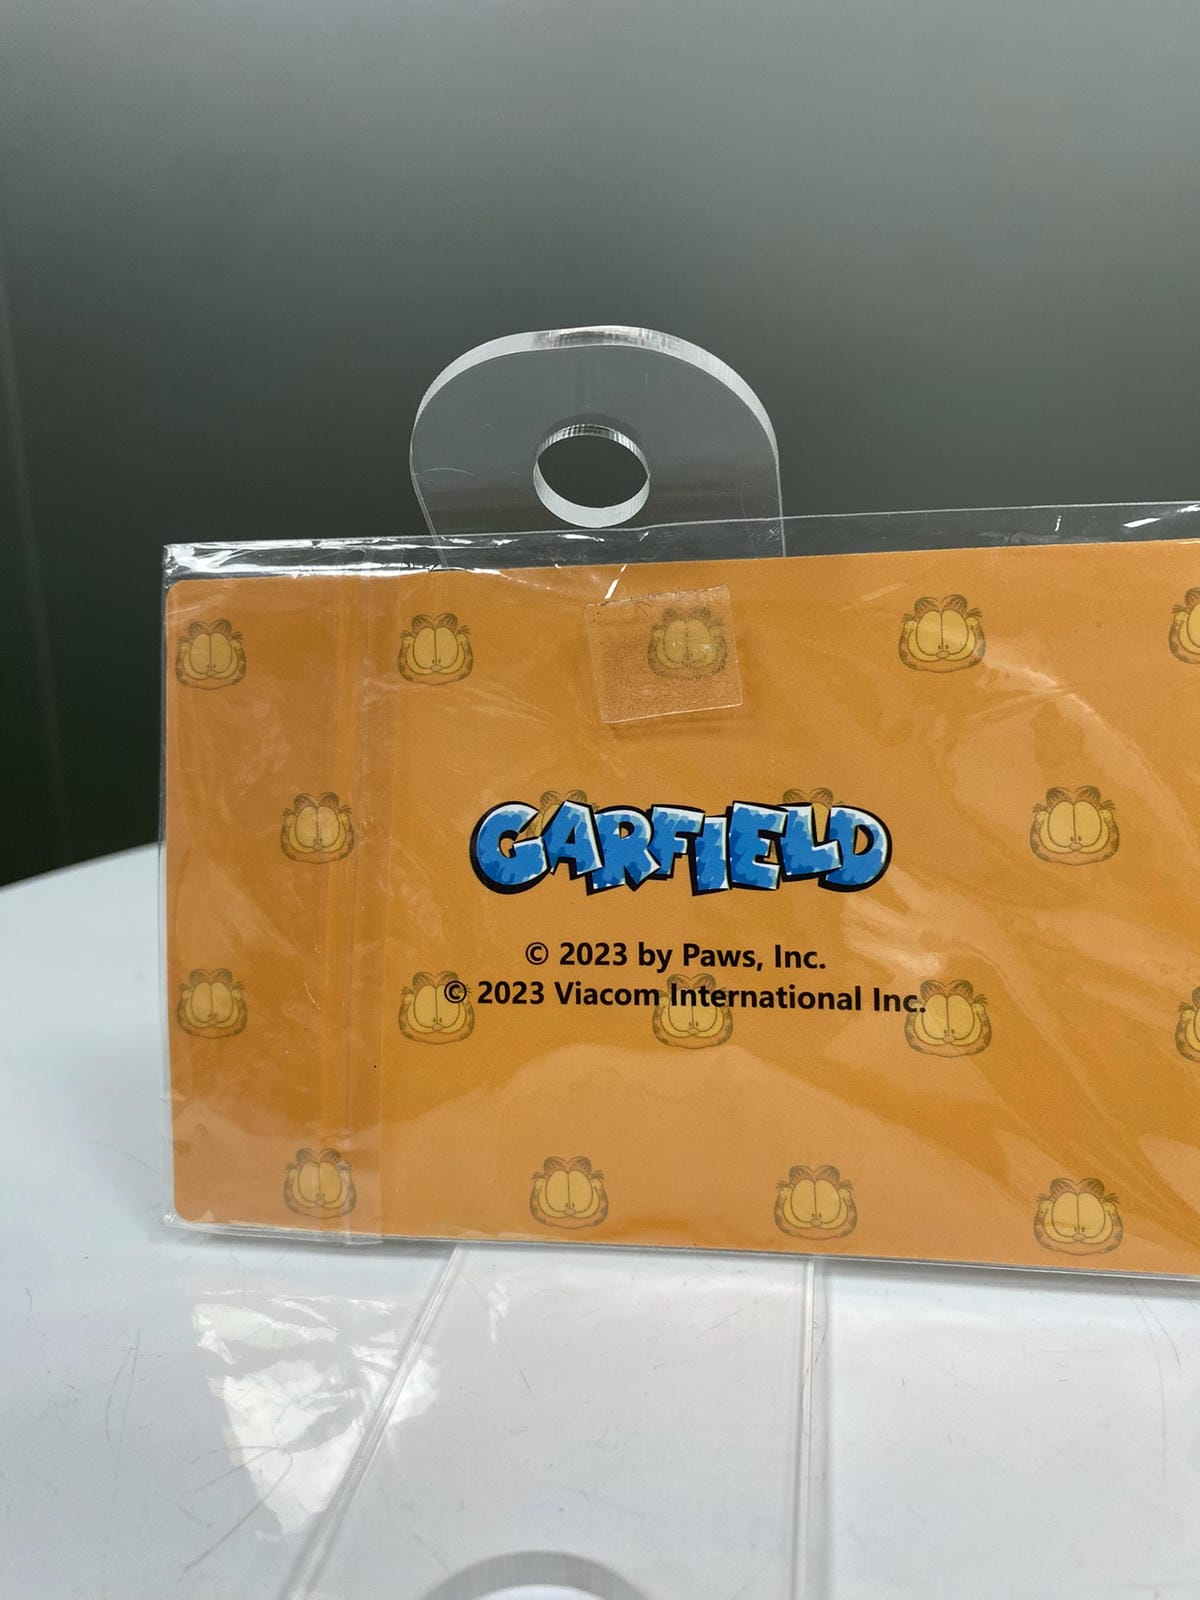 GARFIELD
© 2023 by Paws, Inc.
© 2023 Viacom International Inc.